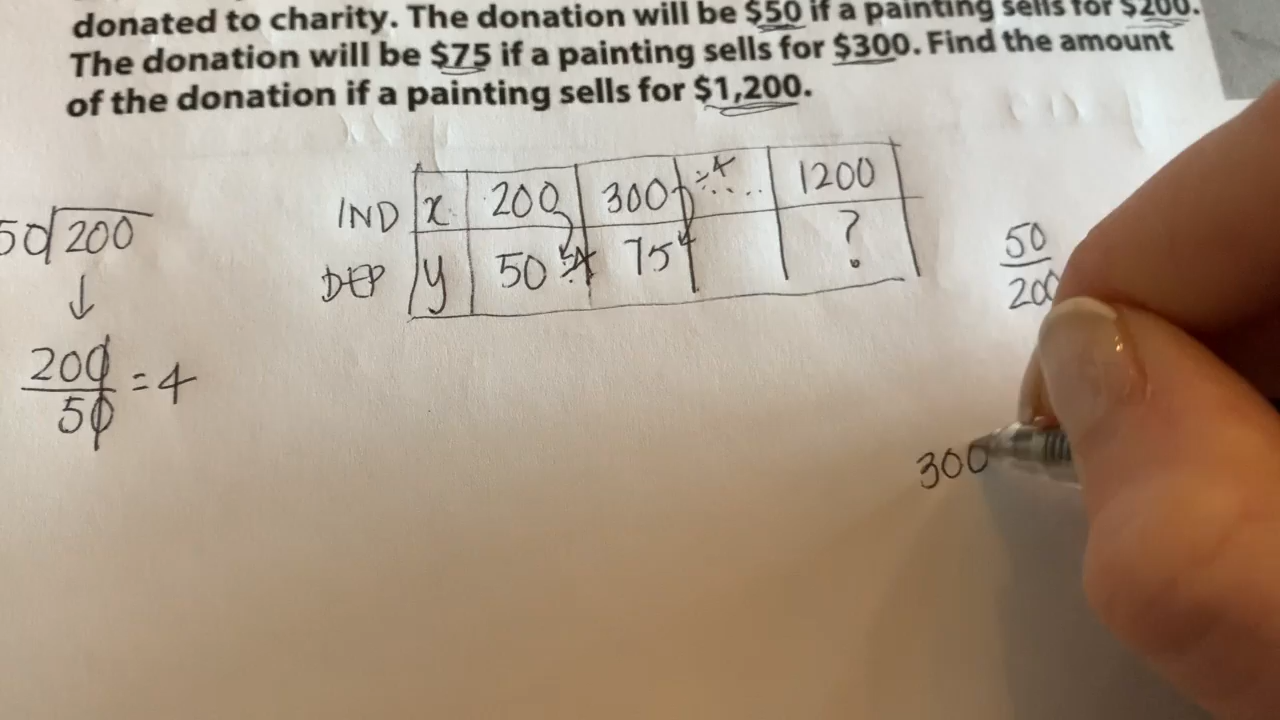 donated to charity. The donation will be $50 if a painting sells for $200.
The donation will be $75 if a painting sells for $300. Find the amount
of the donation if a painting sells for $1,200.
IND x 200 300 ÷4 ... 1200
DEP y 50 ÷4 75 ?
50 200
200
50
= 4
50
200
300